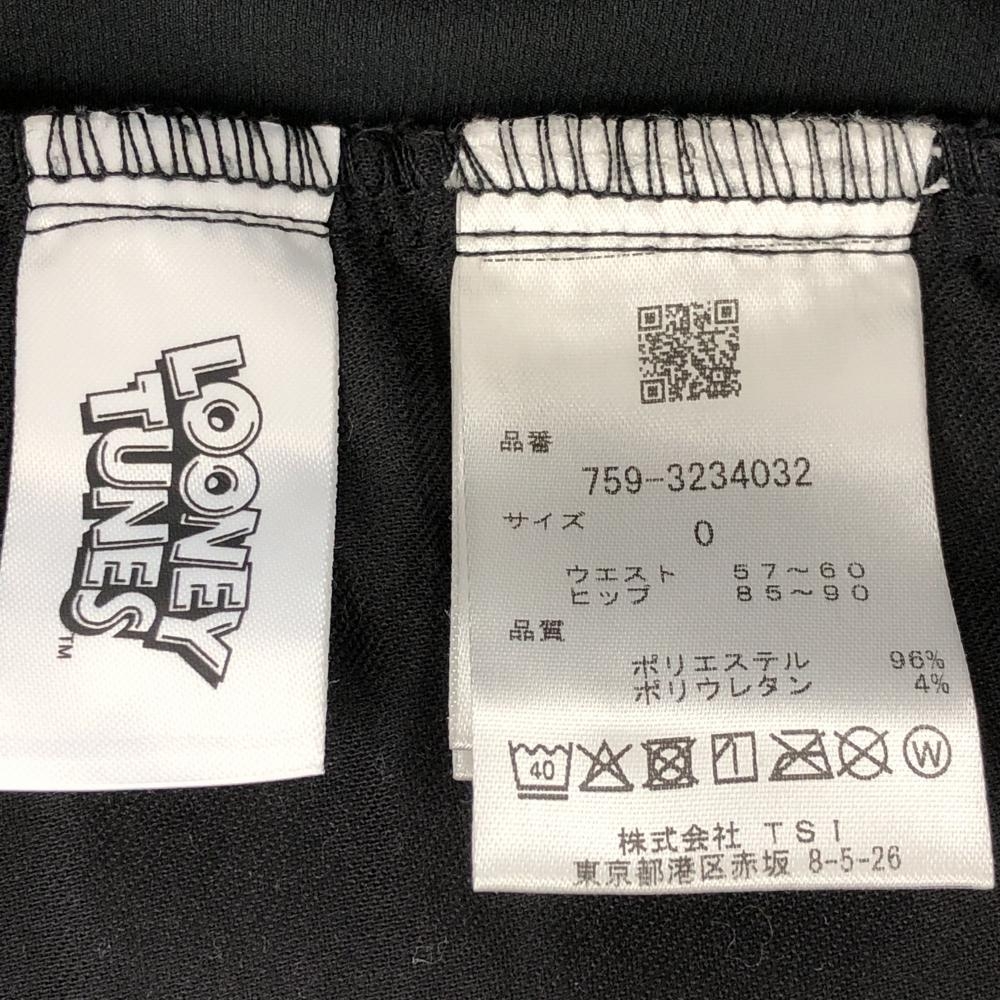 LOONEY
TUNES™
品番
759-3234032
サイズ
0
ウエスト 57～60
ヒップ 85～90
品質
ポリエステル 96%
ポリウレタン 4%
40
W
株式会社 TSI
東京都港区赤坂 8-5-26